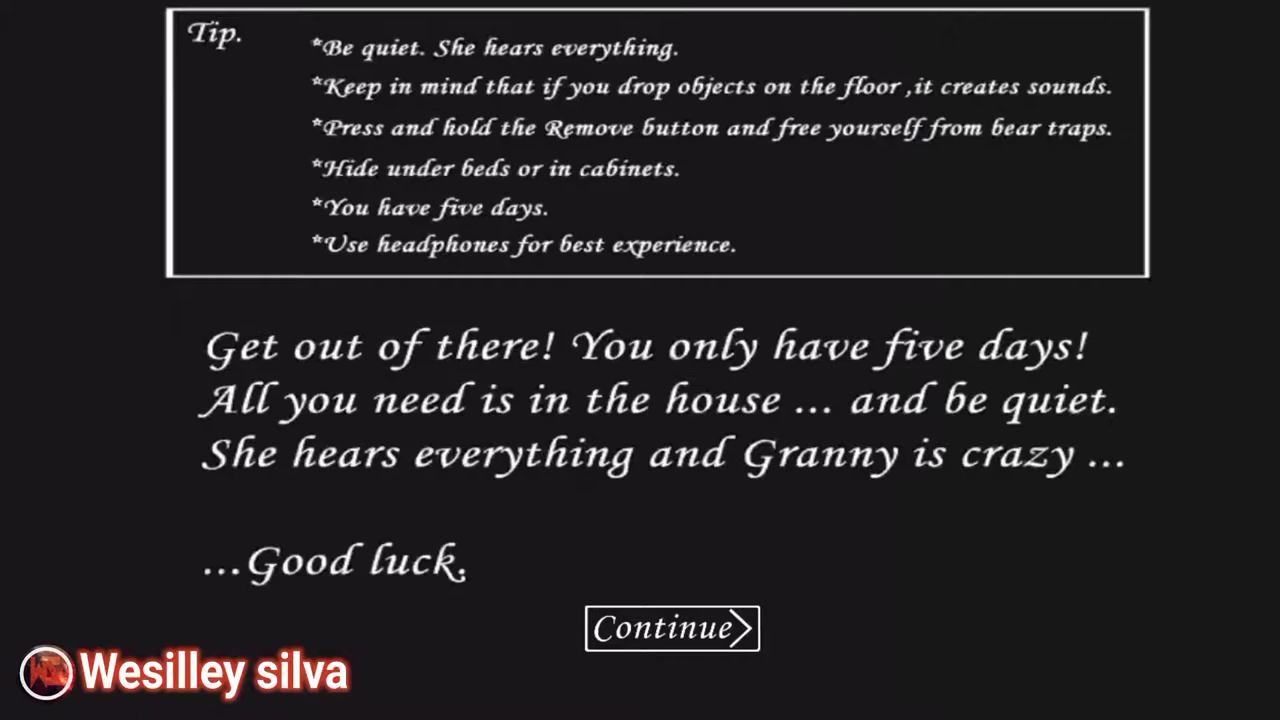 Tip.
*Be quiet. She hears everything.
*Keep in mind that if you drop objects on the floor ,it creates sounds.
*Press and hold the Remove button and free yourself from bear traps.
*Hide under beds or in cabinets.
*You have five days.
*Use headphones for best experience.
Get out of there! You only have five days!
All you need is in the house ... and be quiet.
She hears everything and Granny is crazy ...
...Good luck.
Continue
Wesilley silva